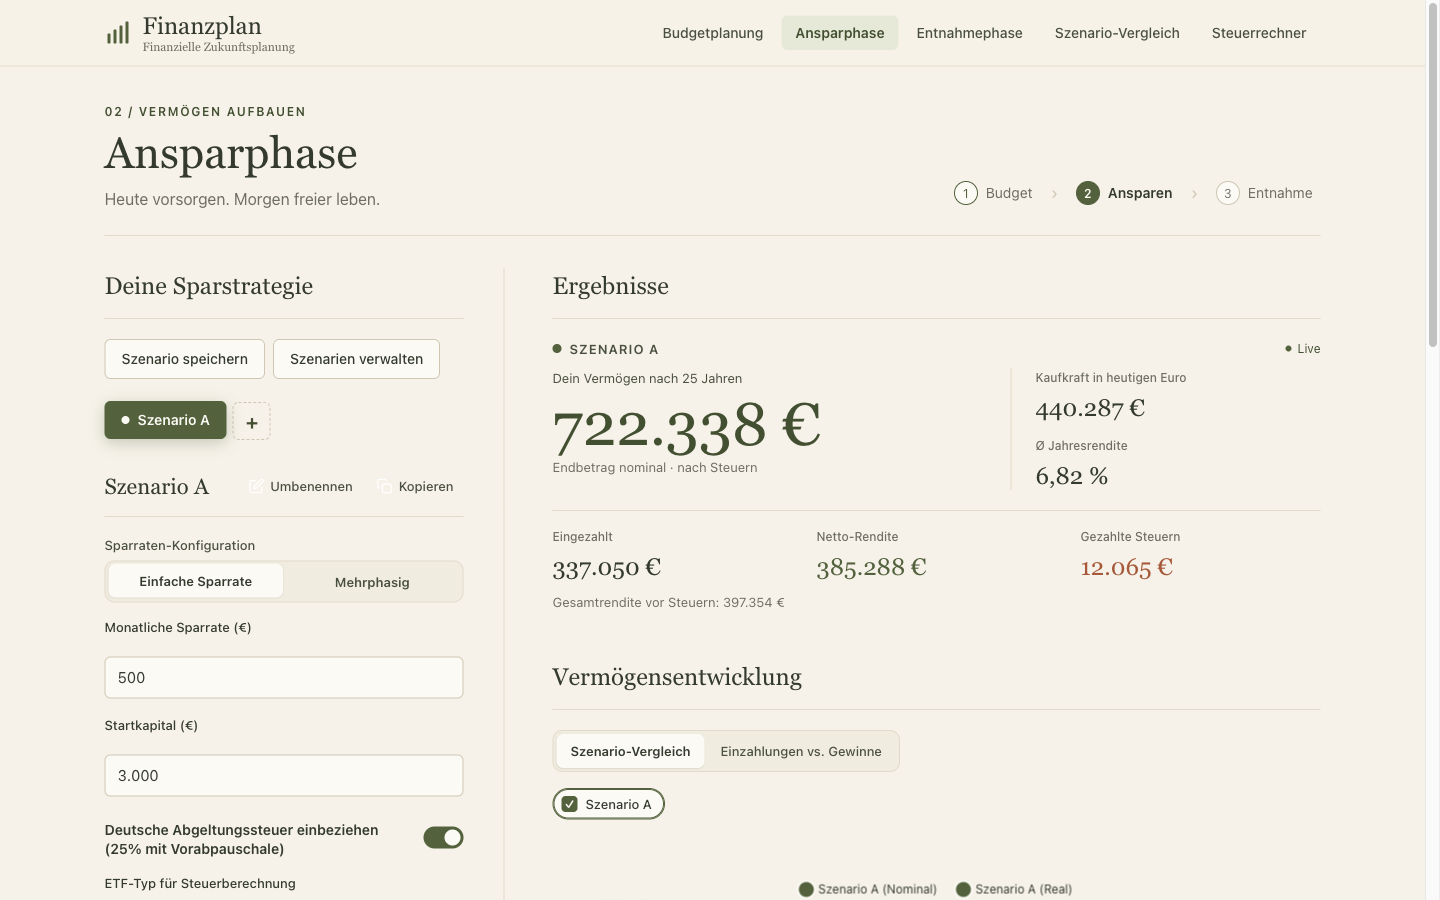 Finanzplan
Finanzielle Zukunftsplanung
Budgetplanung
Ansparphase
Entnahmephase
Szenario-Vergleich
Steuerrechner
02 / VERMÖGEN AUFBAUEN
Ansparphase
Heute vorsorgen. Morgen freier leben.
1 Budget › 2 Ansparen › 3 Entnahme
Deine Sparstrategie
Szenario speichern
Szenarien verwalten
Szenario A
+
Szenario A
Umbenennen
Kopieren
Sparraten-Konfiguration
Einfache Sparrate
Mehrphasig
Monatliche Sparrate (€)
500
Startkapital (€)
3.000
Deutsche Abgeltungssteuer einbeziehen
(25% mit Vorabpauschale)
ETF-Typ für Steuerberechnung
Ergebnisse
SZENARIO A
Live
Dein Vermögen nach 25 Jahren
722.338 €
Endbetrag nominal · nach Steuern
Kaufkraft in heutigen Euro
440.287 €
Ø Jahresrendite
6,82 %
Eingezahlt
337.050 €
Netto-Rendite
385.288 €
Gezahlte Steuern
12.065 €
Gesamtrendite vor Steuern: 397.354 €
Vermögensentwicklung
Szenario-Vergleich
Einzahlungen vs. Gewinne
Szenario A
Szenario A (Nominal)
Szenario A (Real)